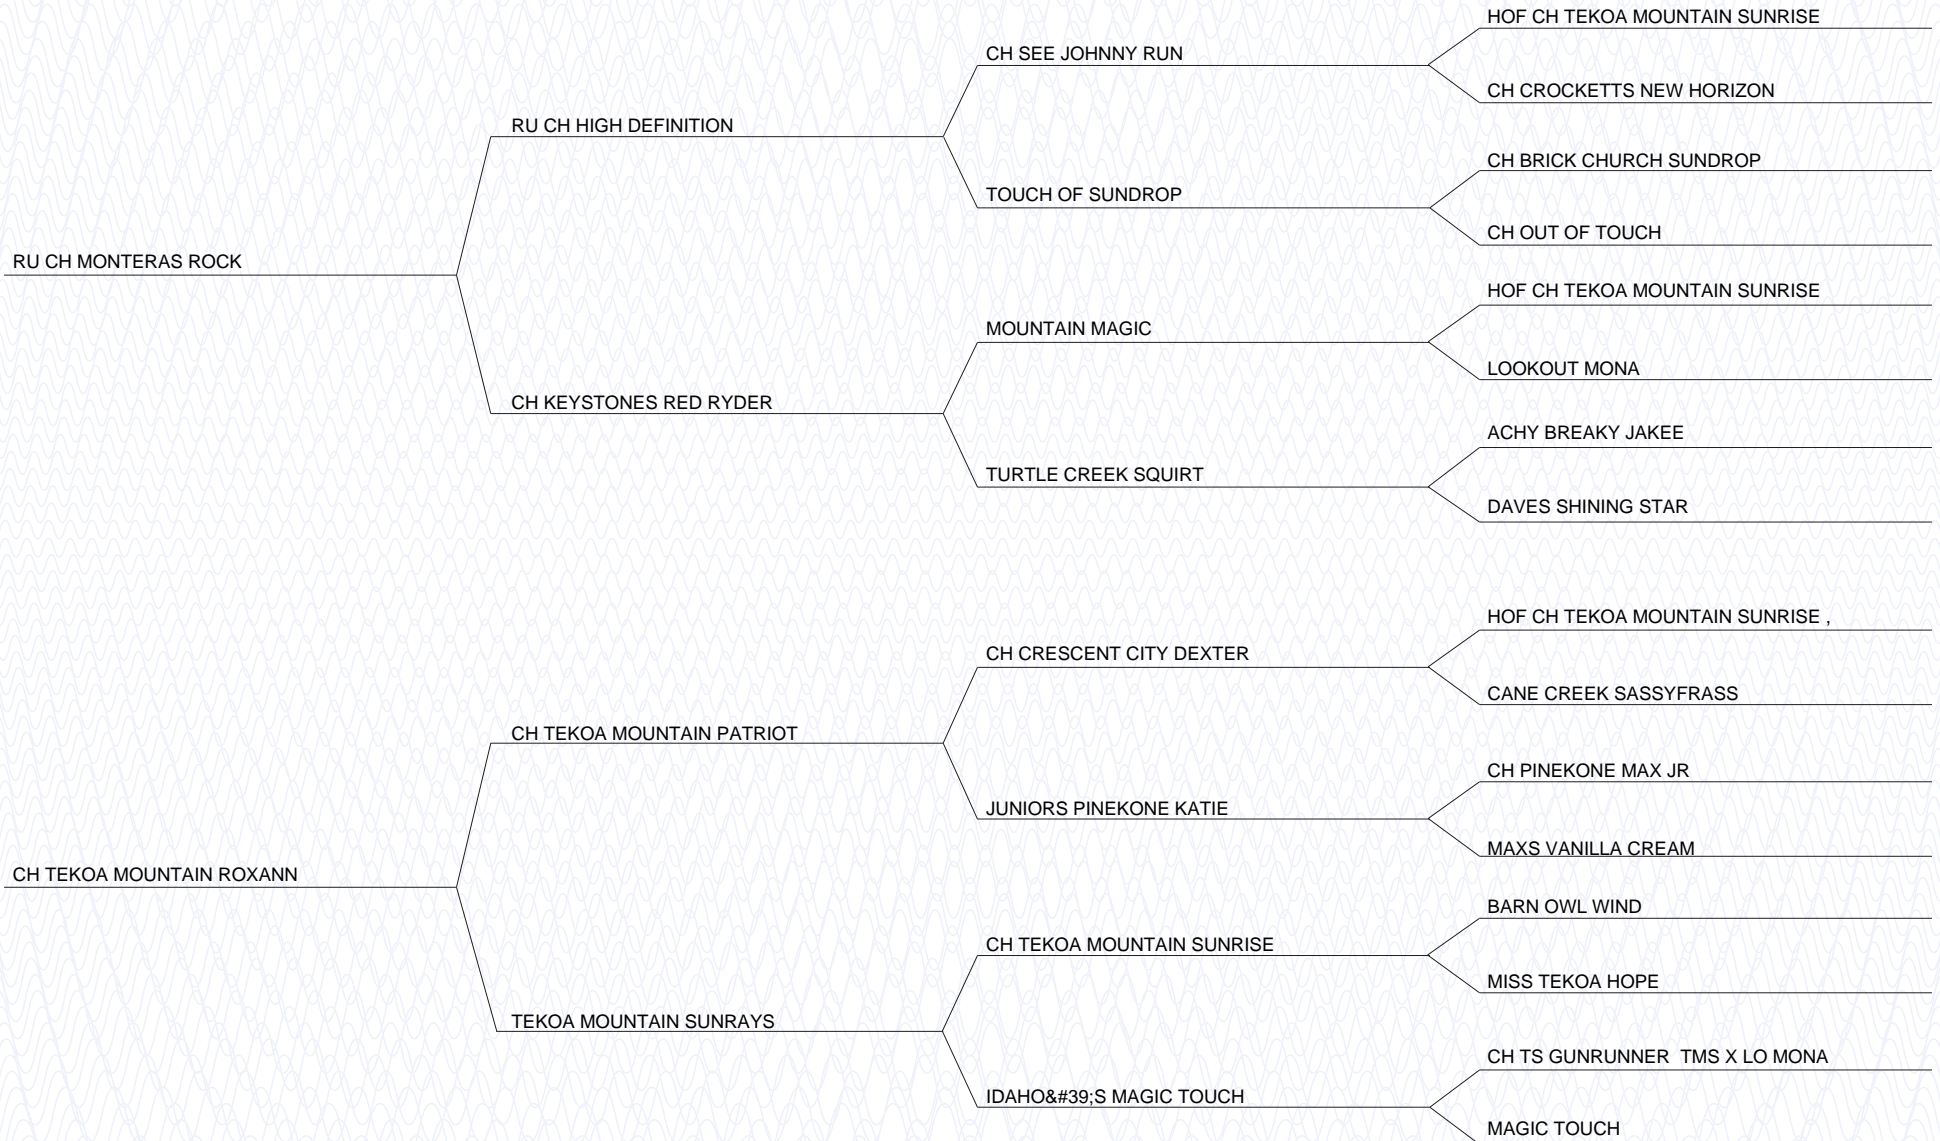 HOF CH TEKOA MOUNTAIN SUNRISE
CH SEE JOHNNY RUN
CH CROCKETTS NEW HORIZON
RU CH HIGH DEFINITION
CH BRICK CHURCH SUNDROP
TOUCH OF SUNDROP
CH OUT OF TOUCH
RU CH MONTERAS ROCK
HOF CH TEKOA MOUNTAIN SUNRISE
MOUNTAIN MAGIC
LOOKOUT MONA
CH KEYSTONES RED RYDER
ACHY BREAKY JAKEE
TURTLE CREEK SQUIRT
DAVES SHINING STAR
HOF CH TEKOA MOUNTAIN SUNRISE ,
CH CRESCENT CITY DEXTER
CANE CREEK SASSYFRASS
CH TEKOA MOUNTAIN PATRIOT
CH PINEKONE MAX JR
JUNIORS PINEKONE KATIE
MAXS VANILLA CREAM
CH TEKOA MOUNTAIN ROXANN
BARN OWL WIND
CH TEKOA MOUNTAIN SUNRISE
MISS TEKOA HOPE
TEKOA MOUNTAIN SUNRAYS
CH TS GUNRUNNER  TMS X LO MONA
IDAHO&#39;S MAGIC TOUCH
MAGIC TOUCH